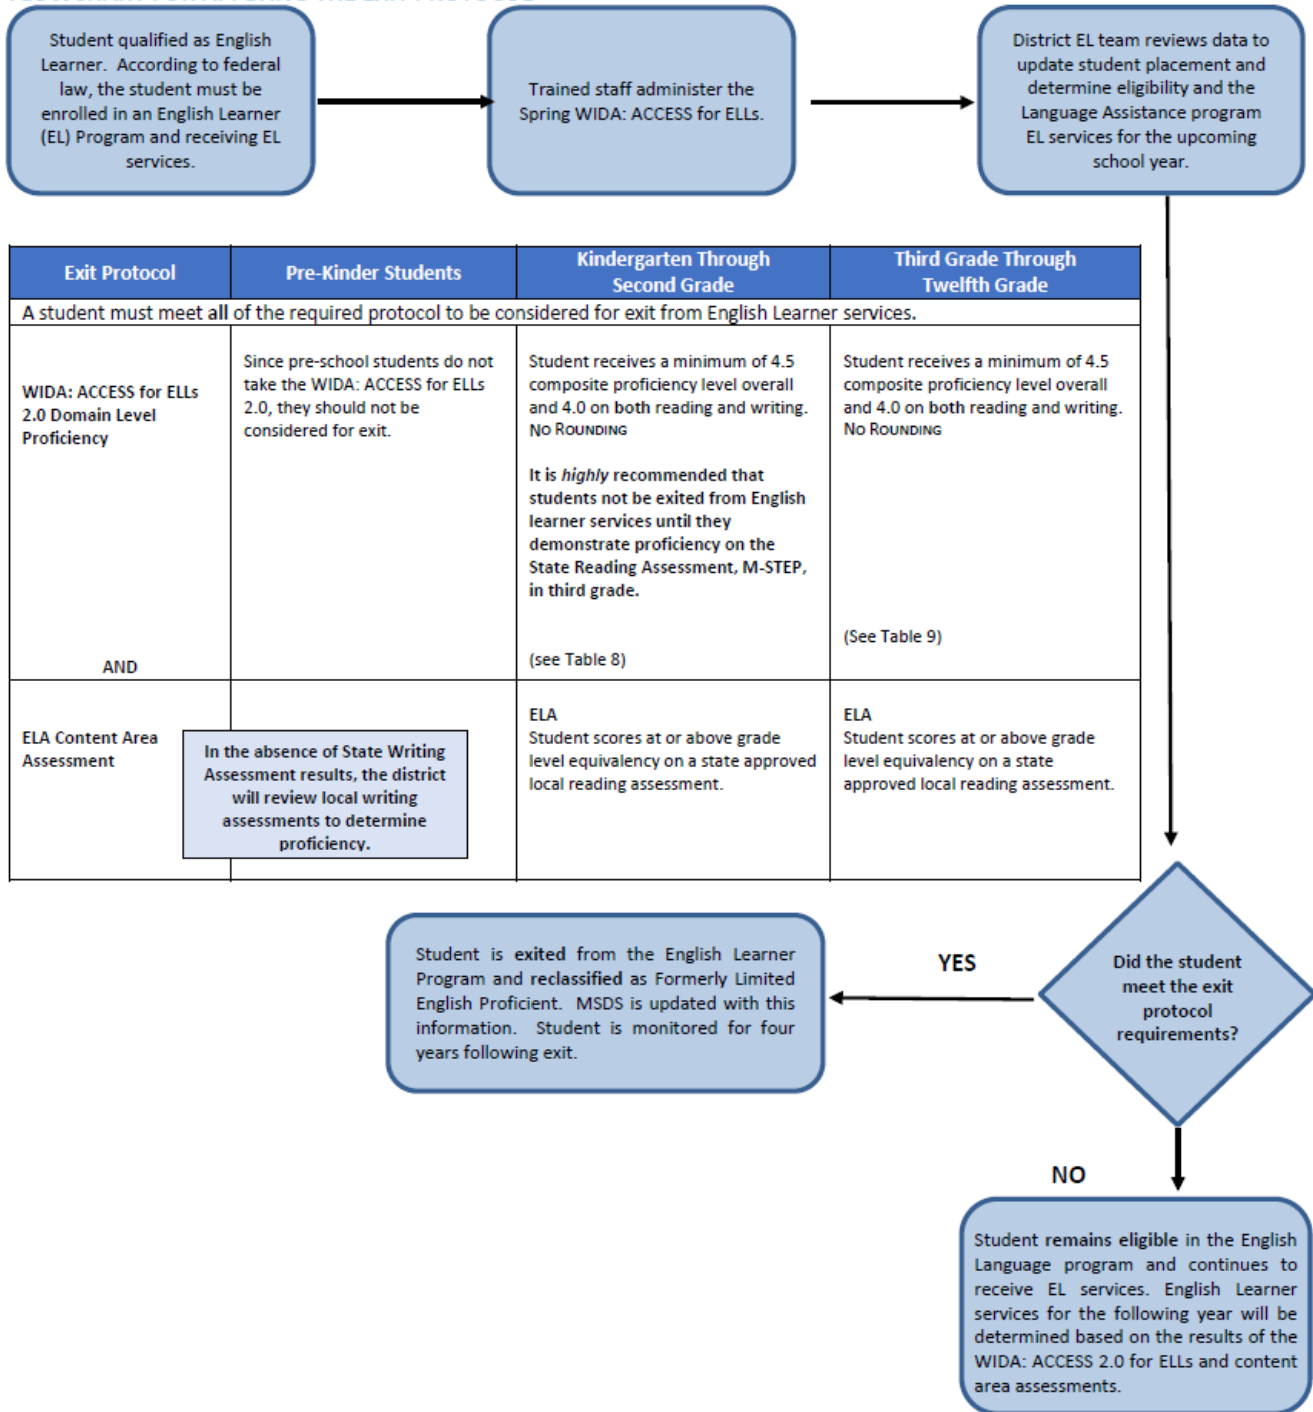 Student qualified as English
Learner. According to federal
law, the student must be
enrolled in an English Learner
(EL) Program and receiving EL
services.
Trained staff administer the
Spring WIDA: ACCESS for ELLs.
District EL team reviews data to
update student placement and
determine eligibility and the
Language Assistance program
EL services for the upcoming
school year.
Exit Protocol
Pre-Kinder Students
Kindergarten Through
Second Grade
Third Grade Through
Twelfth Grade
A student must meet all of the required protocol to be considered for exit from English Learner services.
WIDA: ACCESS for ELLs
2.0 Domain Level
Proficiency
AND
Since pre-school students do not
take the WIDA: ACCESS for ELLs
2.0, they should not be
considered for exit.
Student receives a minimum of 4.5
composite proficiency level overall
and 4.0 on both reading and writing.
NO ROUNDING
It is highly recommended that
students not be exited from English
learner services until they
demonstrate proficiency on the
State Reading Assessment, M-STEP,
in third grade.
(see Table 8)
Student receives a minimum of 4.5
composite proficiency level overall
and 4.0 on both reading and writing.
NO ROUNDING
(See Table 9)
ELA Content Area
Assessment
In the absence of State Writing
Assessment results, the district
will review local writing
assessments to determine
proficiency.
ELA
Student scores at or above grade
level equivalency on a state approved
local reading assessment.
ELA
Student scores at or above grade
level equivalency on a state
approved local reading assessment.
Did the student
meet the exit
protocol
requirements?
YES
Student is exited from the English Learner
Program and reclassified as Formerly Limited
English Proficient. MSDS is updated with this
information. Student is monitored for four
years following exit.
NO
Student remains eligible in the English
Language program and continues to
receive EL services. English Learner
services for the following year will be
determined based on the results of the
WIDA: ACCESS 2.0 for ELLs and content
area assessments.